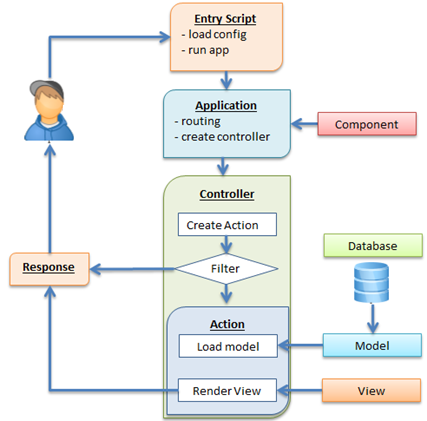 Entry Script
- load config
- run app
Application
- routing
- create controller
Component
Controller
Create Action
Filter
Response
Database
Action
Load model
Model
Render View
View